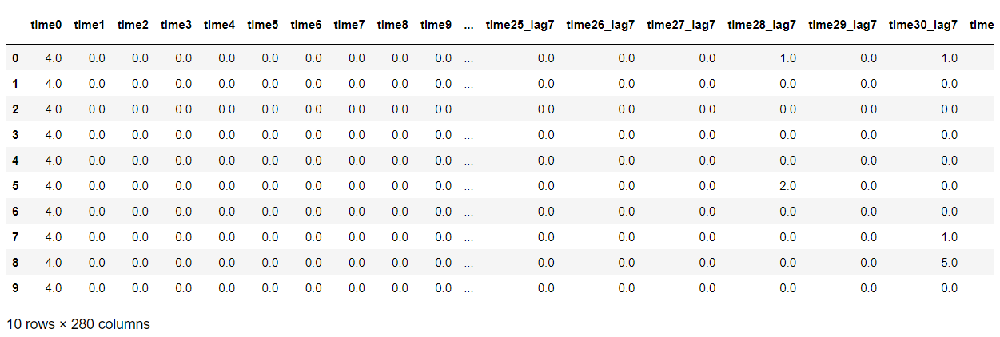 time0 time1 time2 time3 time4 time5 time6 time7 time8 time9 ... time25_lag7 time26_lag7 time27_lag7 time28_lag7 time29_lag7 time30_lag7 time
0 4.0 0.0 0.0 0.0 0.0 0.0 0.0 0.0 0.0 0.0 ... 0.0 0.0 0.0 1.0 0.0 1.0
1 4.0 0.0 0.0 0.0 0.0 0.0 0.0 0.0 0.0 0.0 ... 0.0 0.0 0.0 0.0 0.0 0.0
2 4.0 0.0 0.0 0.0 0.0 0.0 0.0 0.0 0.0 0.0 ... 0.0 0.0 0.0 0.0 0.0 0.0
3 4.0 0.0 0.0 0.0 0.0 0.0 0.0 0.0 0.0 0.0 ... 0.0 0.0 0.0 0.0 0.0 0.0
4 4.0 0.0 0.0 0.0 0.0 0.0 0.0 0.0 0.0 0.0 ... 0.0 0.0 0.0 0.0 0.0 0.0
5 4.0 0.0 0.0 0.0 0.0 0.0 0.0 0.0 0.0 0.0 ... 0.0 0.0 0.0 2.0 0.0 0.0
6 4.0 0.0 0.0 0.0 0.0 0.0 0.0 0.0 0.0 0.0 ... 0.0 0.0 0.0 0.0 0.0 0.0
7 4.0 0.0 0.0 0.0 0.0 0.0 0.0 0.0 0.0 0.0 ... 0.0 0.0 0.0 0.0 0.0 1.0
8 4.0 0.0 0.0 0.0 0.0 0.0 0.0 0.0 0.0 0.0 ... 0.0 0.0 0.0 0.0 0.0 5.0
9 4.0 0.0 0.0 0.0 0.0 0.0 0.0 0.0 0.0 0.0 ... 0.0 0.0 0.0 0.0 0.0 0.0
10 rows × 280 columns